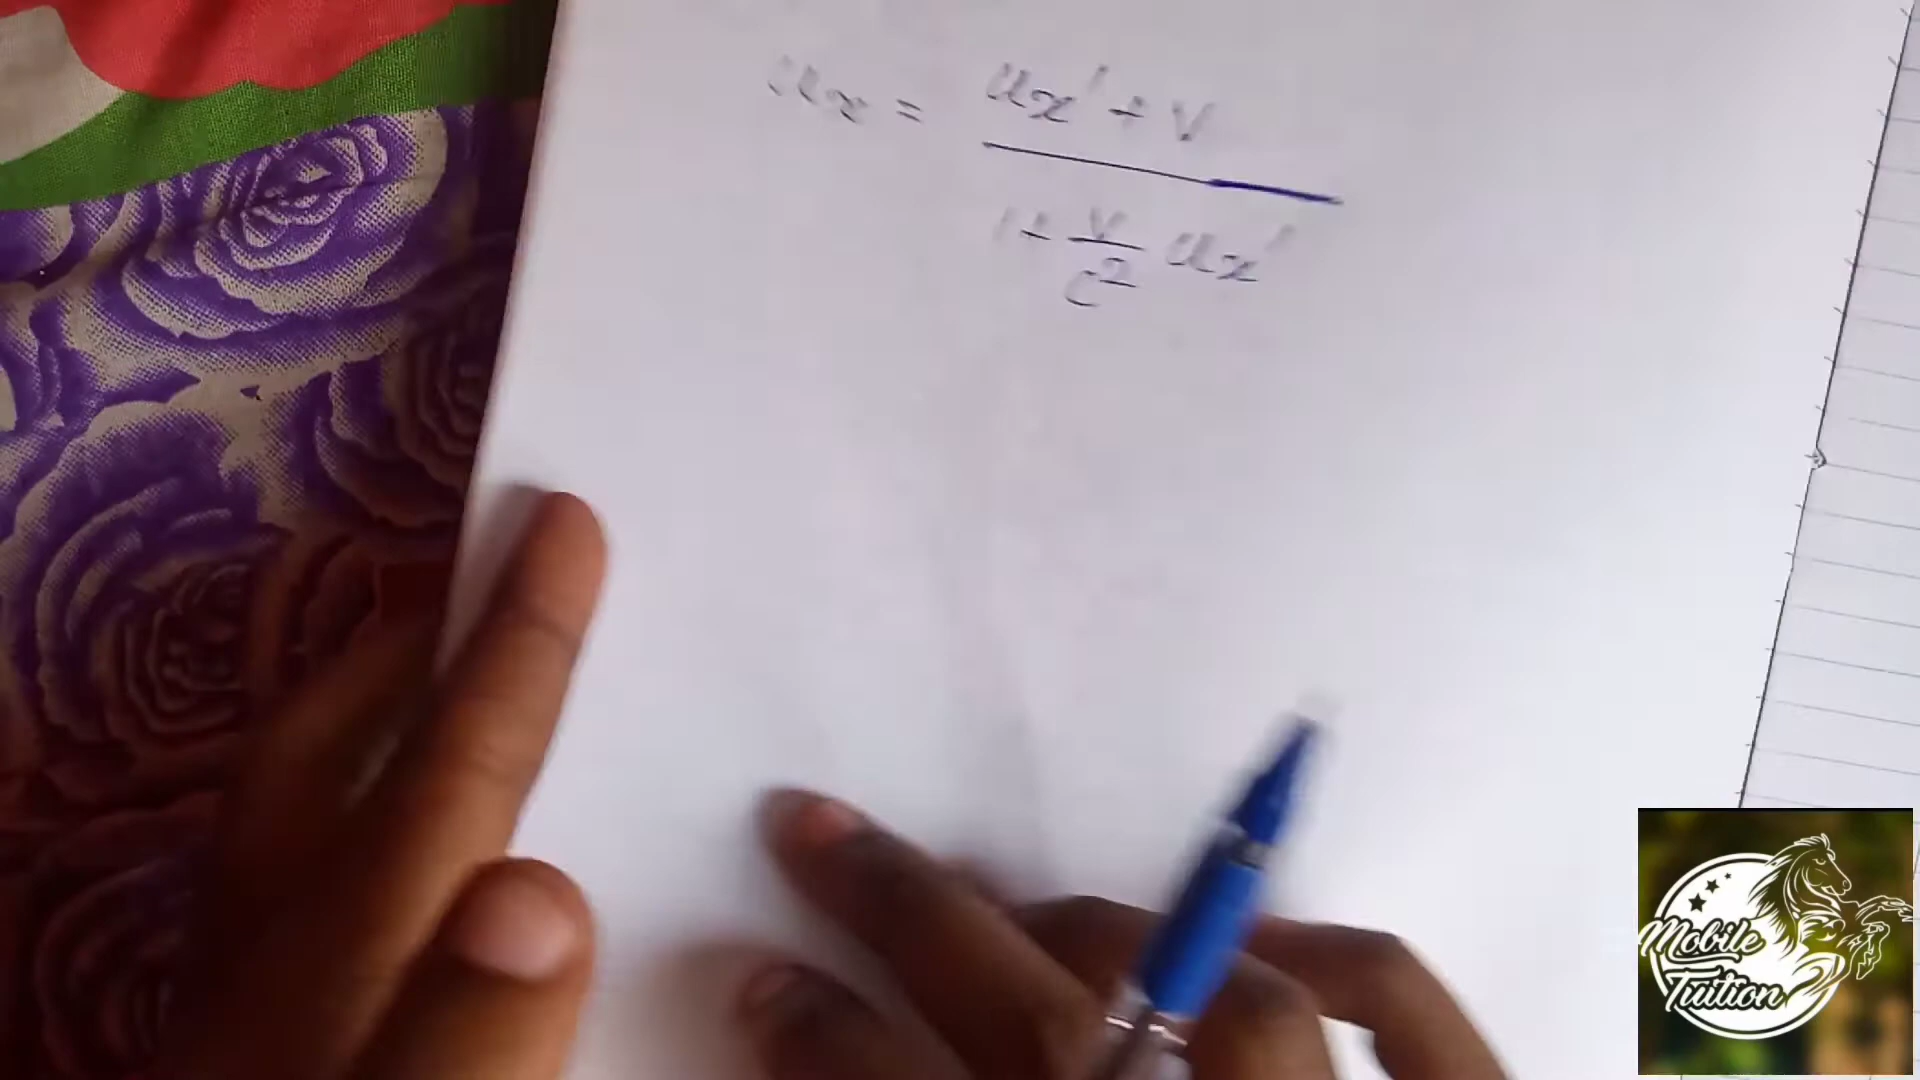 ux = ux' + v / 1 + v/c² ux'
Mobile
Tuition